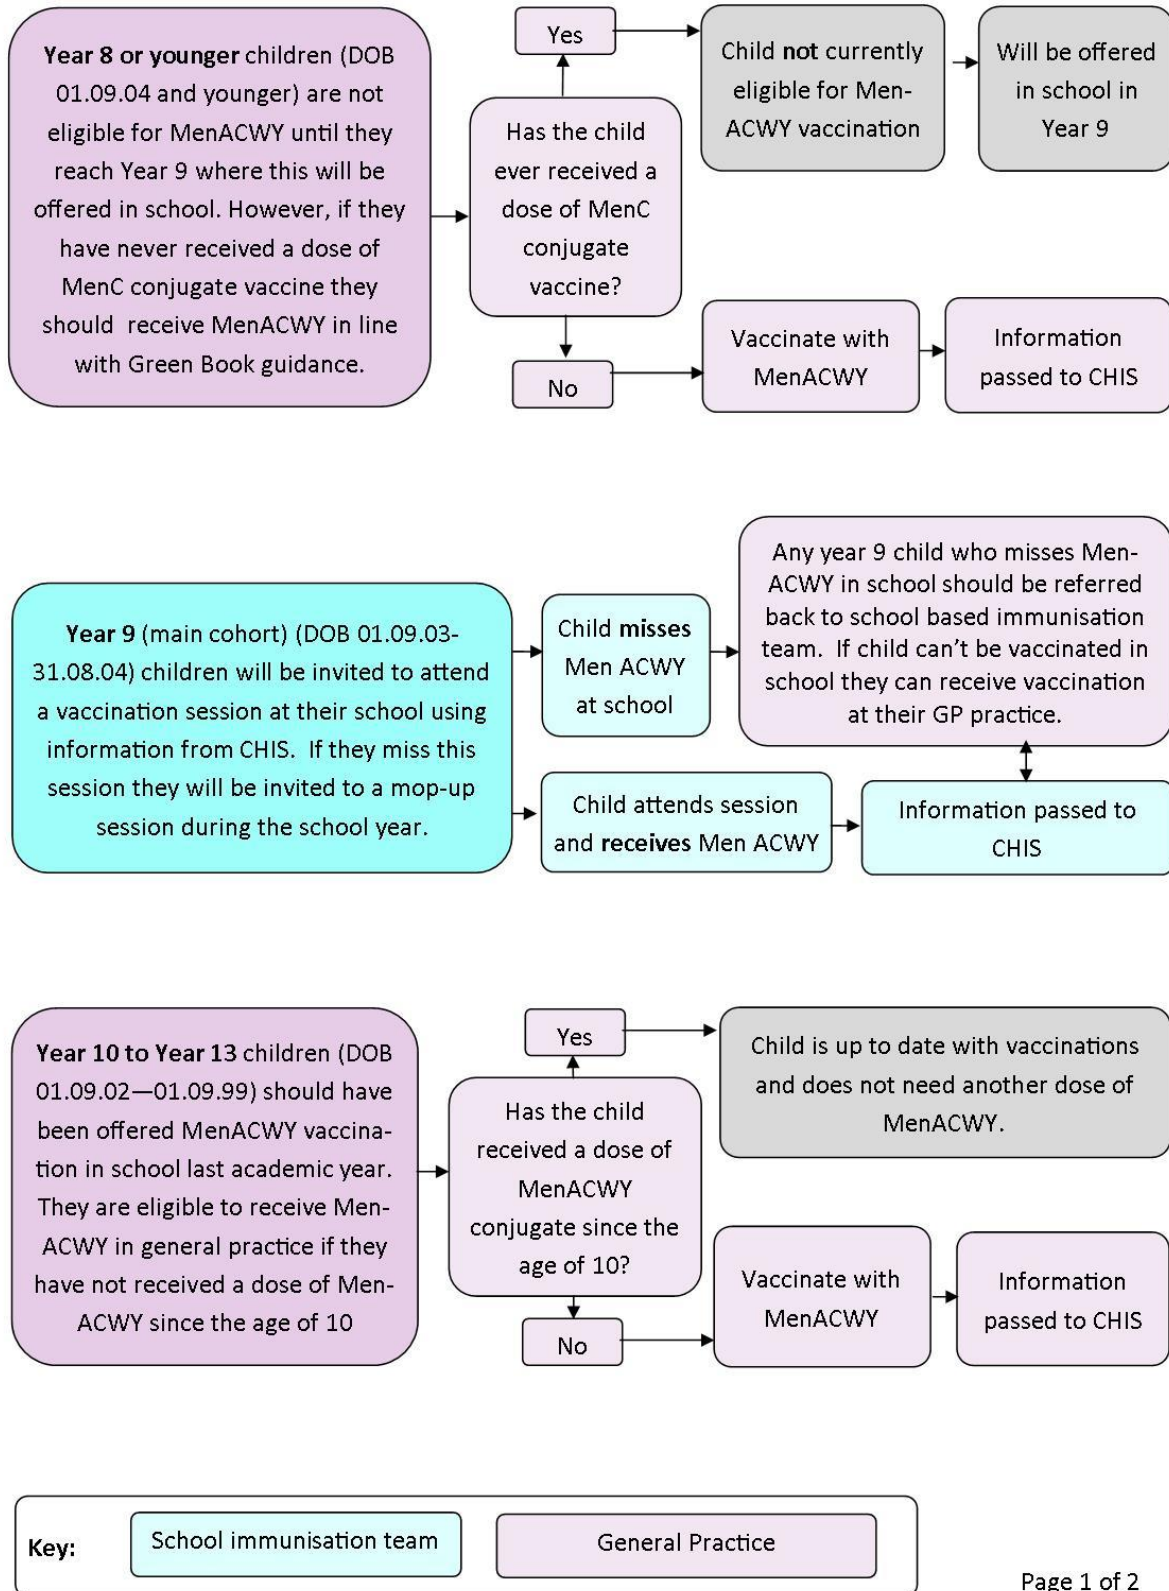 Year 8 or younger children (DOB
01.09.04 and younger) are not
eligible for MenACWY until they
reach Year 9 where this will be
offered in school. However, if they
have never received a dose of
MenC conjugate vaccine they
should  receive MenACWY in line
with Green Book guidance.
Has the child
ever received a
dose of MenC
conjugate
vaccine?
Yes
Child not currently
eligible for Men-
ACWY vaccination
Will be offered
in school in
Year 9
No
Vaccinate with
MenACWY
Information
passed to CHIS
Year 9 (main cohort) (DOB 01.09.03-
31.08.04) children will be invited to attend
a vaccination session at their school using
information from CHIS.  If they miss this
session they will be invited to a mop-up
session during the school year.
Child misses
Men ACWY
at school
Any year 9 child who misses Men-
ACWY in school should be referred
back to school based immunisation
team.  If child can't be vaccinated in
school they can receive vaccination
at their GP practice.
Child attends session
and receives Men ACWY
Information passed to
CHIS
Year 10 to Year 13 children (DOB
01.09.02—01.09.99) should have
been offered MenACWY vaccina-
tion in school last academic year.
They are eligible to receive Men-
ACWY in general practice if they
have not received a dose of Men-
ACWY since the age of 10
Has the child
received a dose of
MenACWY
conjugate since the
age of 10?
Yes
Child is up to date with vaccinations
and does not need another dose of
MenACWY.
No
Vaccinate with
MenACWY
Information
passed to CHIS
Key:
School immunisation team
General Practice
Page 1 of 2